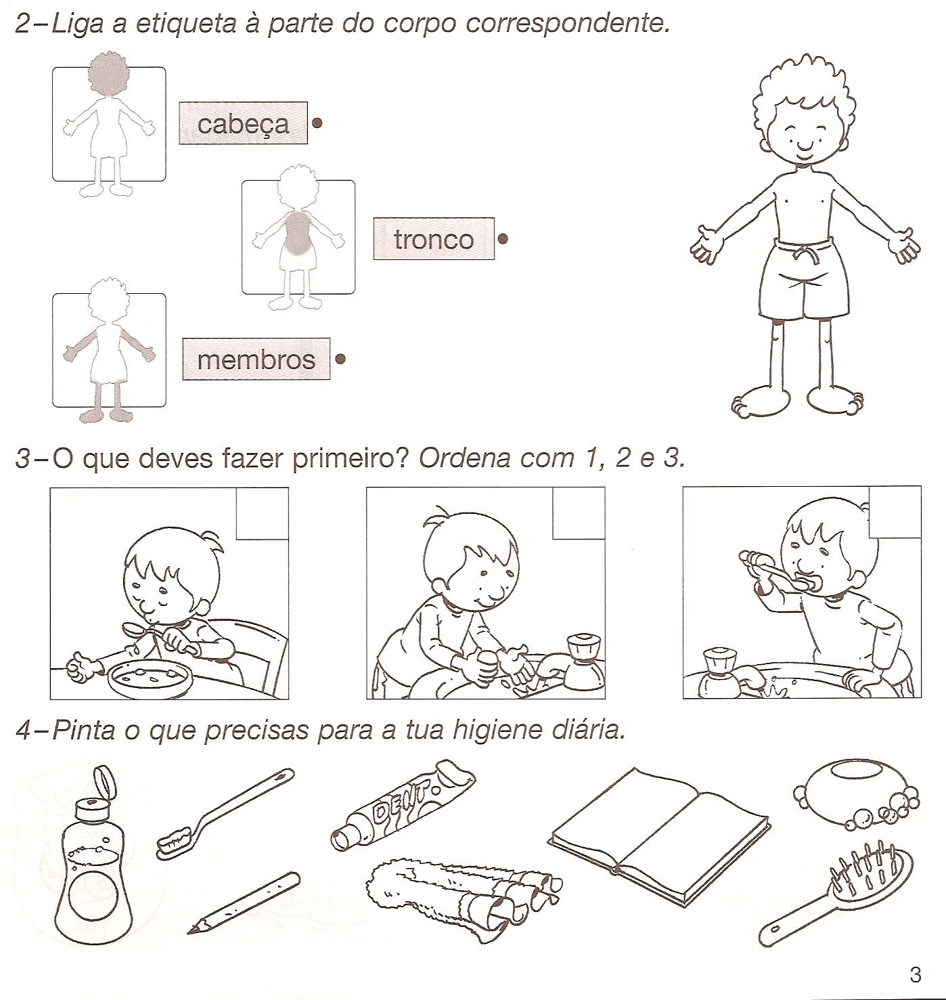 2-Liga a etiqueta à parte do corpo correspondente.
cabeça
tronco
membros
3-O que deves fazer primeiro? Ordena com 1, 2 e 3.
4-Pinta o que precisas para a tua higiene diária.
DENT
3